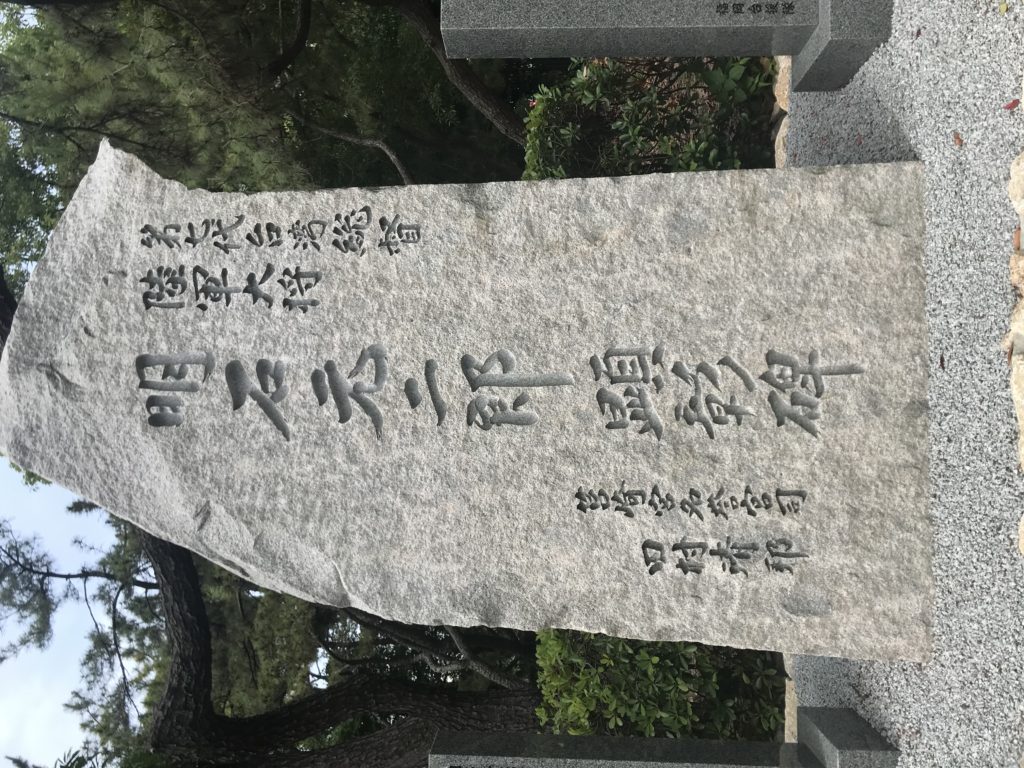 第七代台湾総督
陸軍大将
明石元二郎 顕彰碑
筥崎宮名誉宮司
田村靖邦